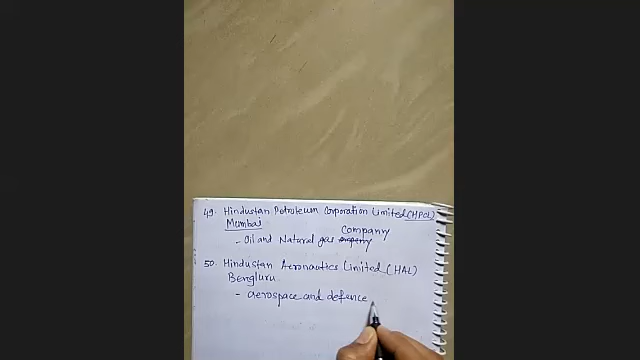 49. Hindustan Petroleum Corporation Limited (HPCL)
Mumbai
Company
- Oil and Natural gas
50. Hindustan Aeronautics Limited (HAL)
Bengluru
- aerospace and defence